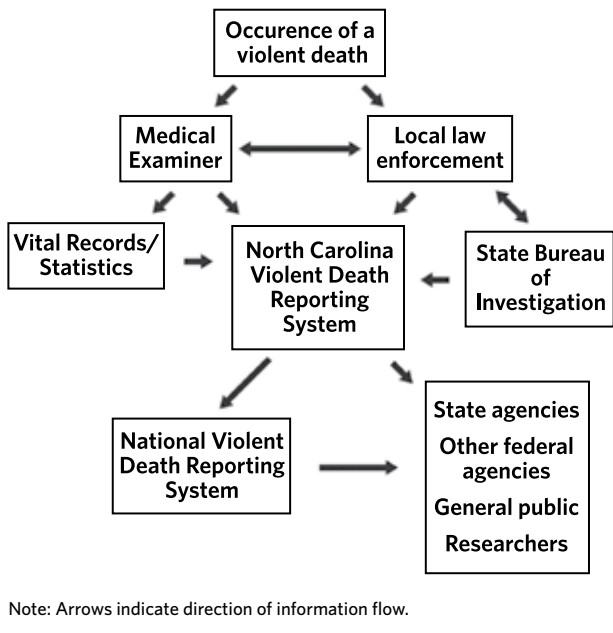 Occurence of a
violent death
Medical
Examiner
Local law
enforcement
Vital Records/
Statistics
North Carolina
Violent Death
Reporting
System
State Bureau
of
Investigation
National Violent
Death Reporting
System
State agencies
Other federal
agencies
General public
Researchers
Note: Arrows indicate direction of information flow.